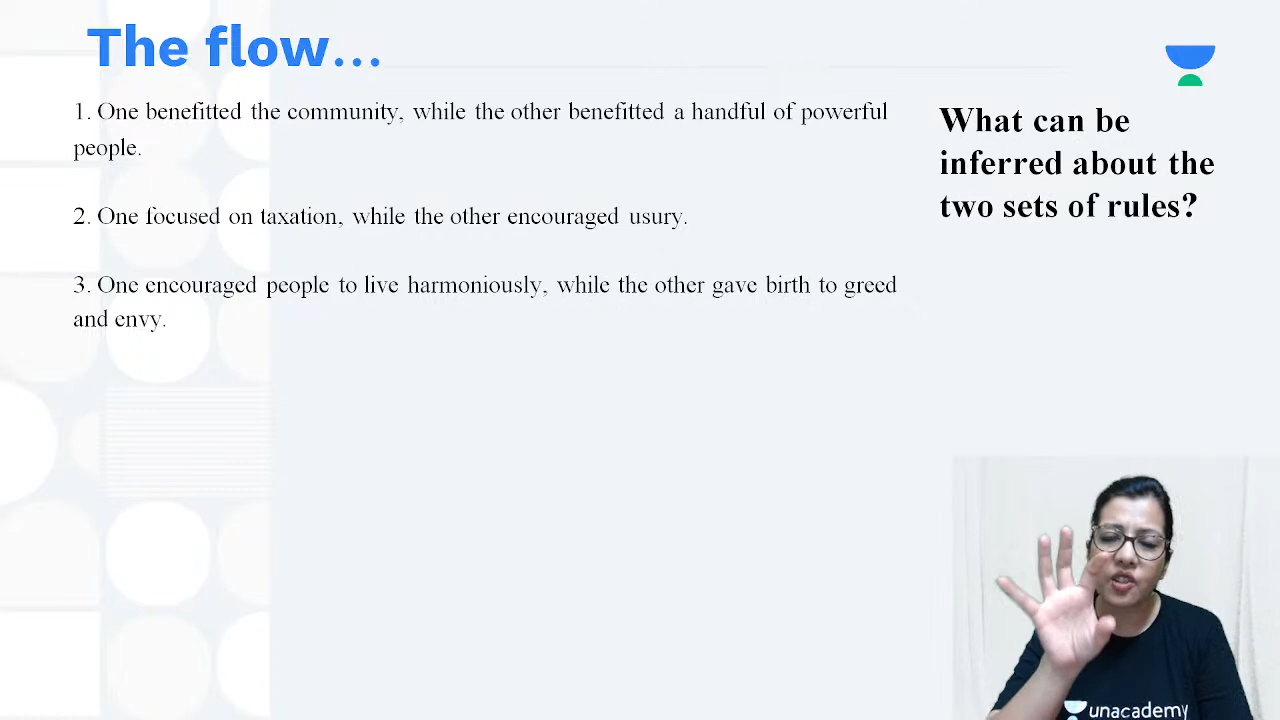 The flow...
1. One benefitted the community, while the other benefitted a handful of powerful
people.
2. One focused on taxation, while the other encouraged usury.
3. One encouraged people to live harmoniously, while the other gave birth to greed
and envy.
What can be
inferred about the
two sets of rules?
unacademy